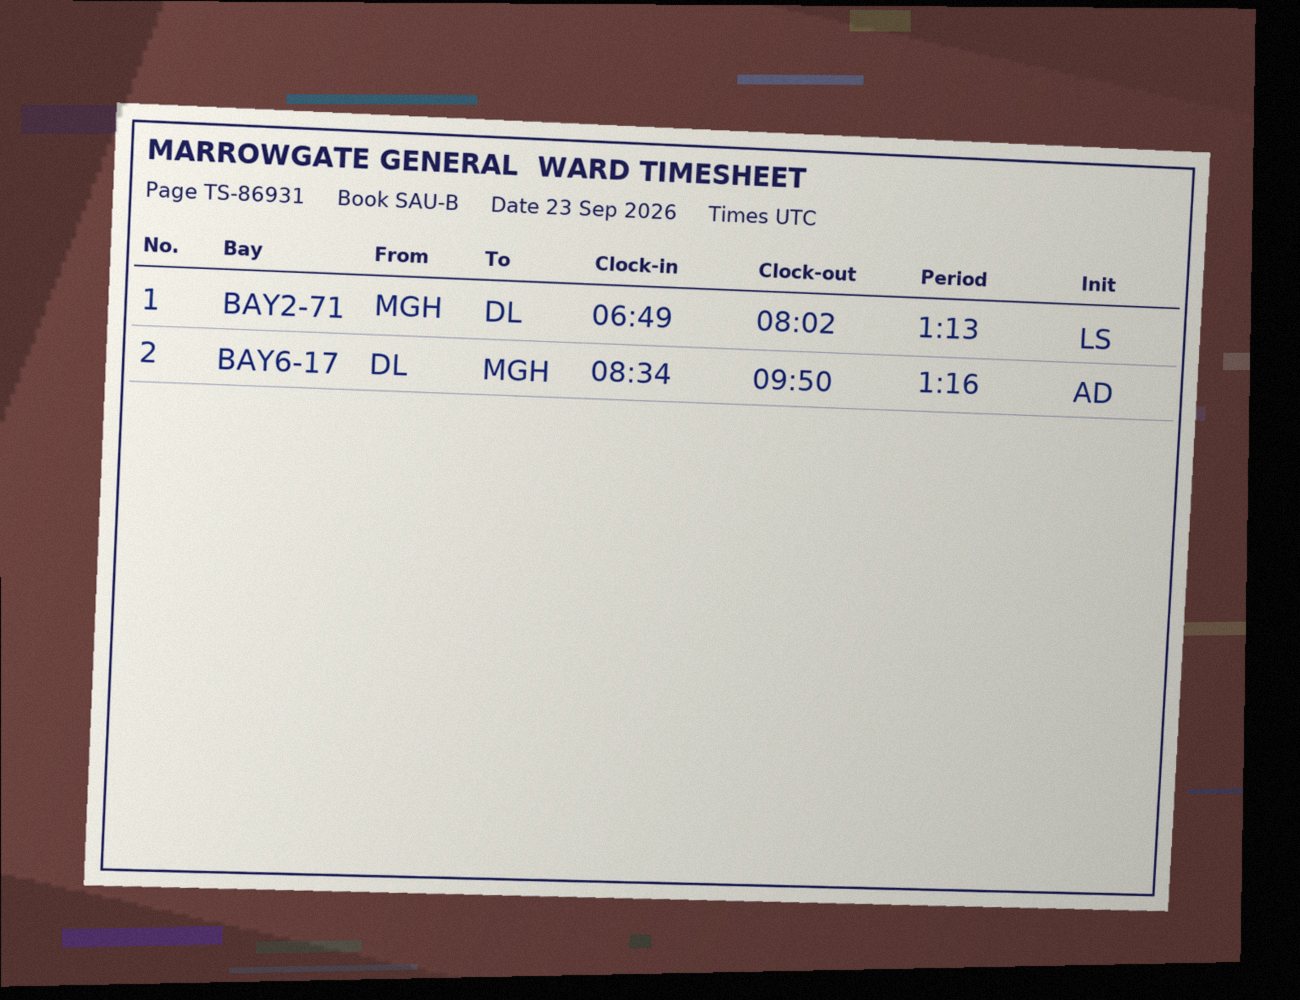 MARROWGATE GENERAL WARD TIMESHEET
Page TS-86931 Book SAU-B Date 23 Sep 2026 Times UTC
No. Bay From To Clock-in Clock-out Period Init
1 BAY2-71 MGH DL 06:49 08:02 1:13 LS
2 BAY6-17 DL MGH 08:34 09:50 1:16 AD